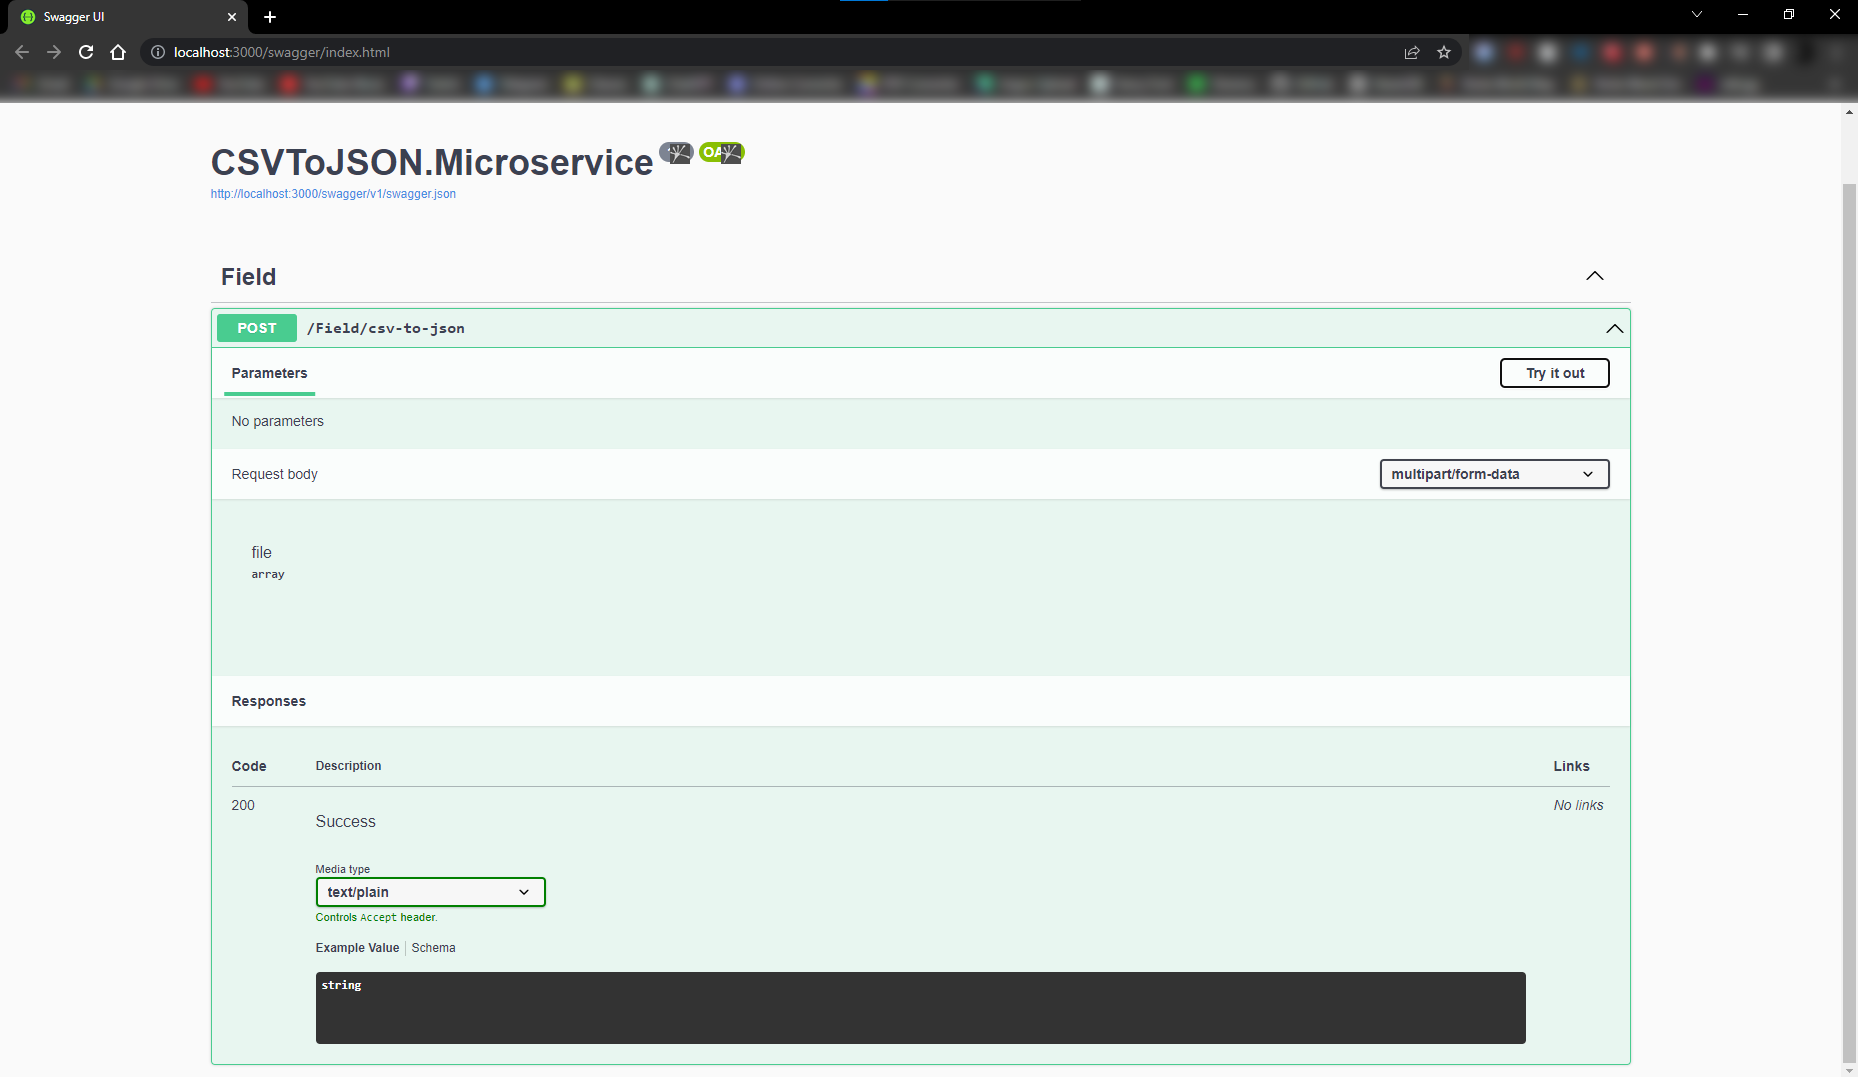 Swagger UI
localhost:3000/swagger/index.html
CSVToJSON.Microservice
http://localhost:3000/swagger/v1/swagger.json
Field
POST /Field/csv-to-json
Parameters
Try it out
No parameters
Request body
multipart/form-data
file
array
Responses
Code Description Links
200
Success
No links
Media type
text/plain
Controls Accept header.
Example Value Schema
string